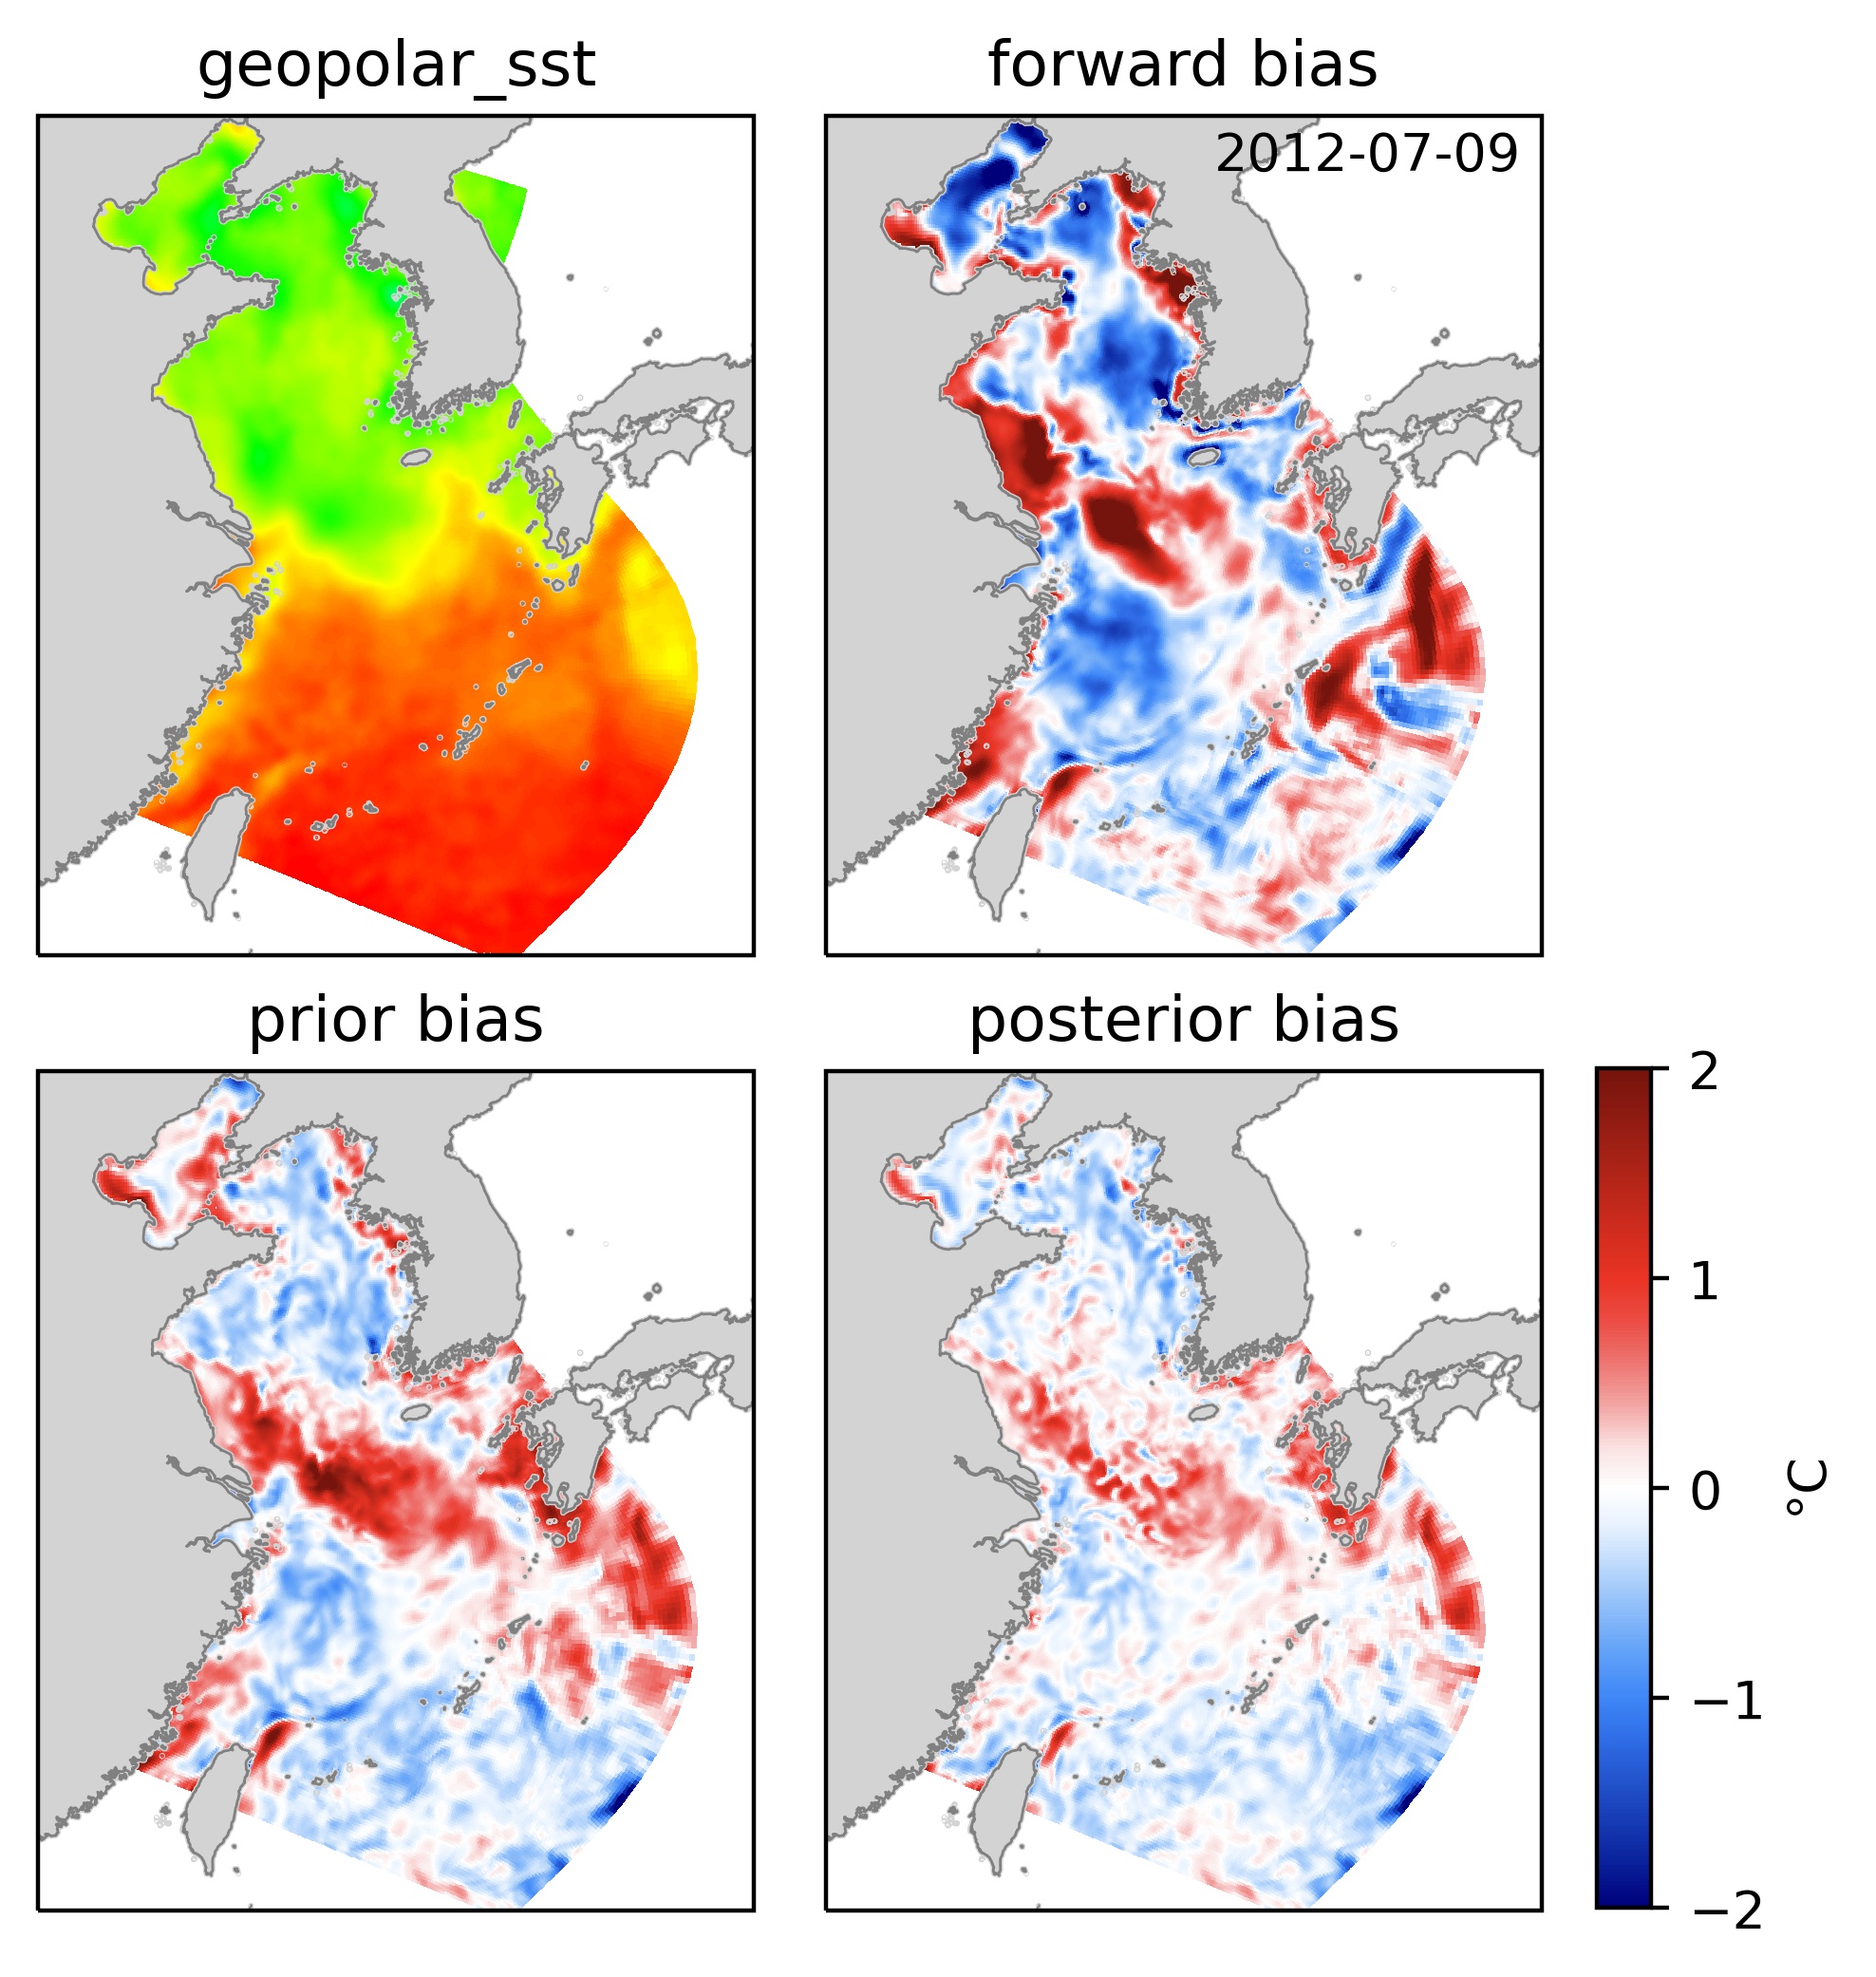 geopolar_sst
forward bias
2012-07-09
prior bias
posterior bias
2
1
0
−1
−2
°C